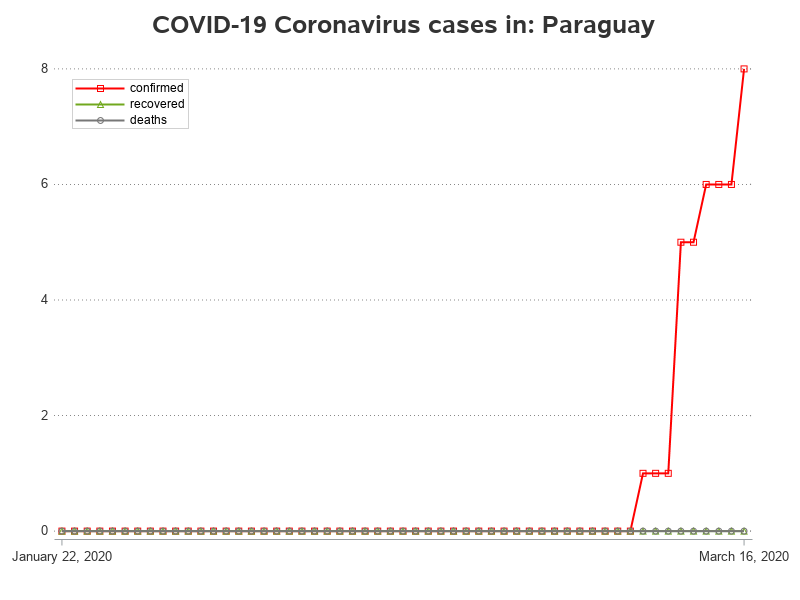 COVID-19 Coronavirus cases in: Paraguay
8
confirmed
recovered
deaths
6
4
2
0
January 22, 2020 March 16, 2020